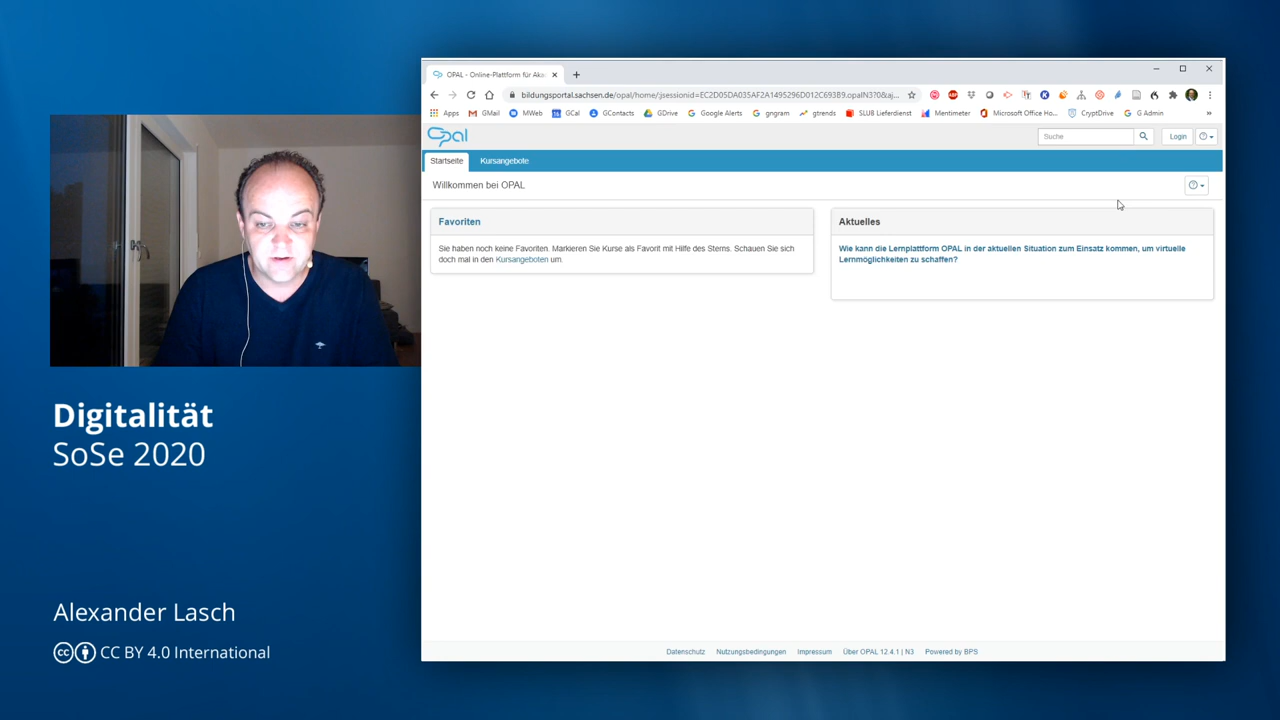 OPAL - Online-Plattform für Aka
bildungsportal.sachsen.de/opal/home/;jsessionid=EC2D05DA035AF2A1495296D012C693B9.opalN3?0&aj...
Apps GMail MWeb GCal GContacts GDrive Google Alerts gngram gtrends SLUB Lieferdienst Mentimeter Microsoft Office Ho... CryptDrive G Admin »
Opal
Suche
Login
Startseite Kursangebote
Willkommen bei OPAL
Favoriten
Sie haben noch keine Favoriten. Markieren Sie Kurse als Favorit mit Hilfe des Sterns. Schauen Sie sich
doch mal in den Kursangeboten um.
Aktuelles
Wie kann die Lernplattform OPAL in der aktuellen Situation zum Einsatz kommen, um virtuelle
Lernmöglichkeiten zu schaffen?
Digitalität
SoSe 2020
Alexander Lasch
CC BY 4.0 International
Datenschutz Nutzungsbedingungen Impressum Über OPAL 12.4.1 | N3 Powered by BPS